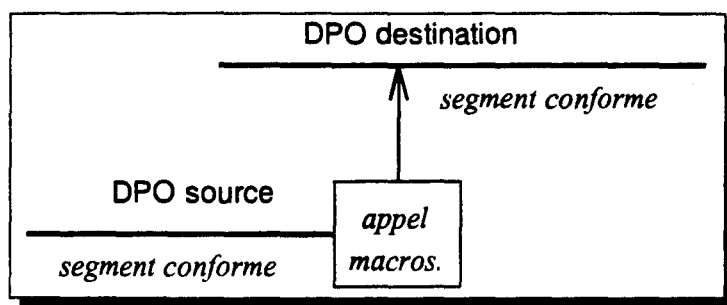 DPO destination
segment conforme
DPO source
appel
macros.
segment conforme